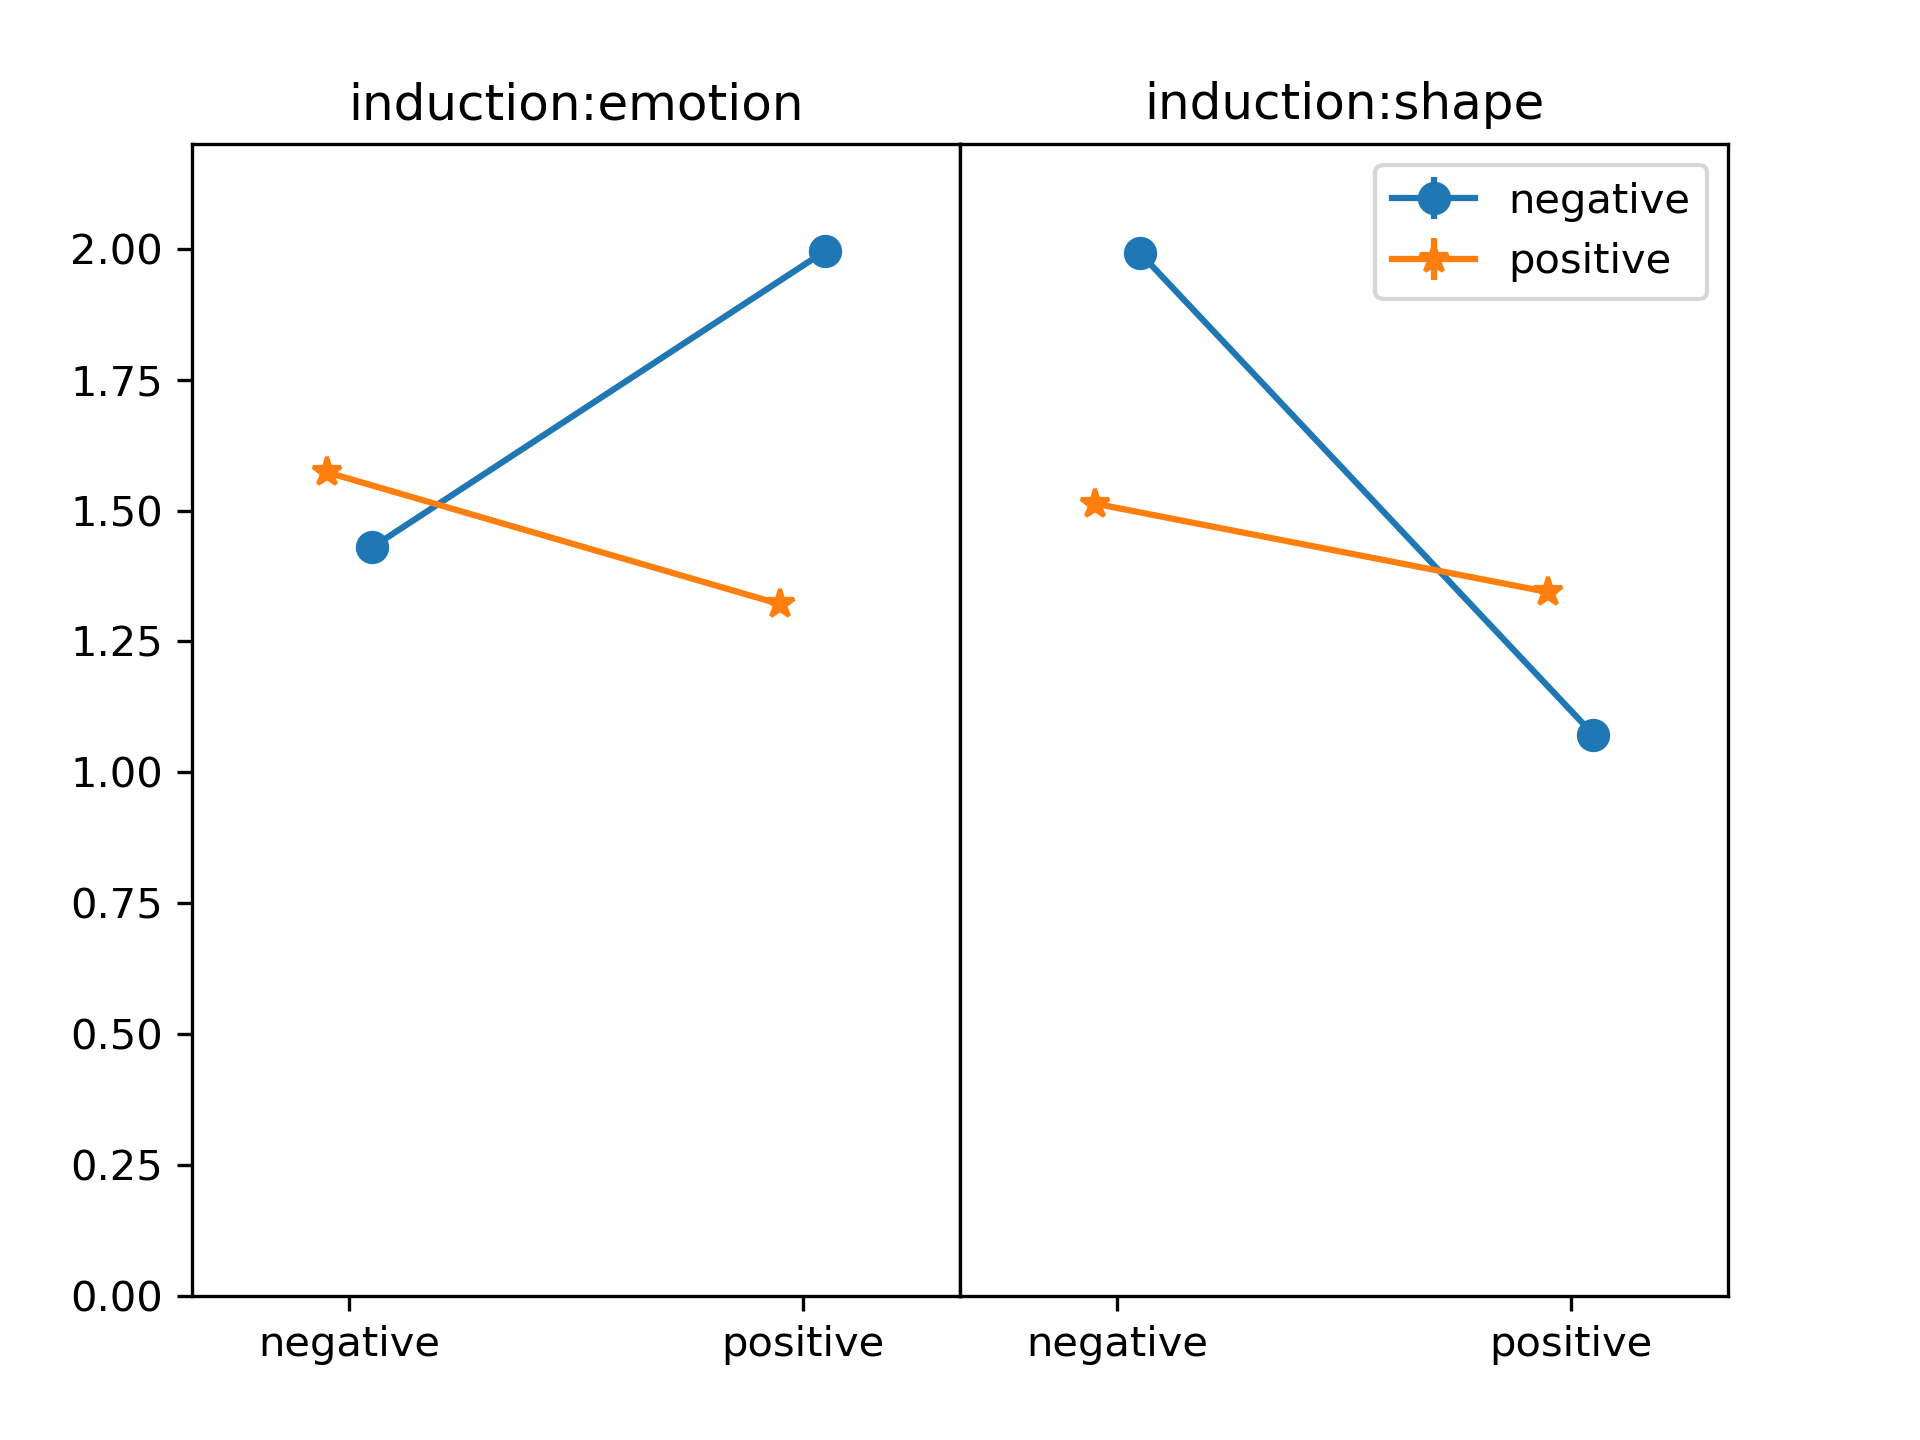 induction:emotion
induction:shape
negative
positive
2.00
1.75
1.50
1.25
1.00
0.75
0.50
0.25
0.00
negative
positive
negative
positive